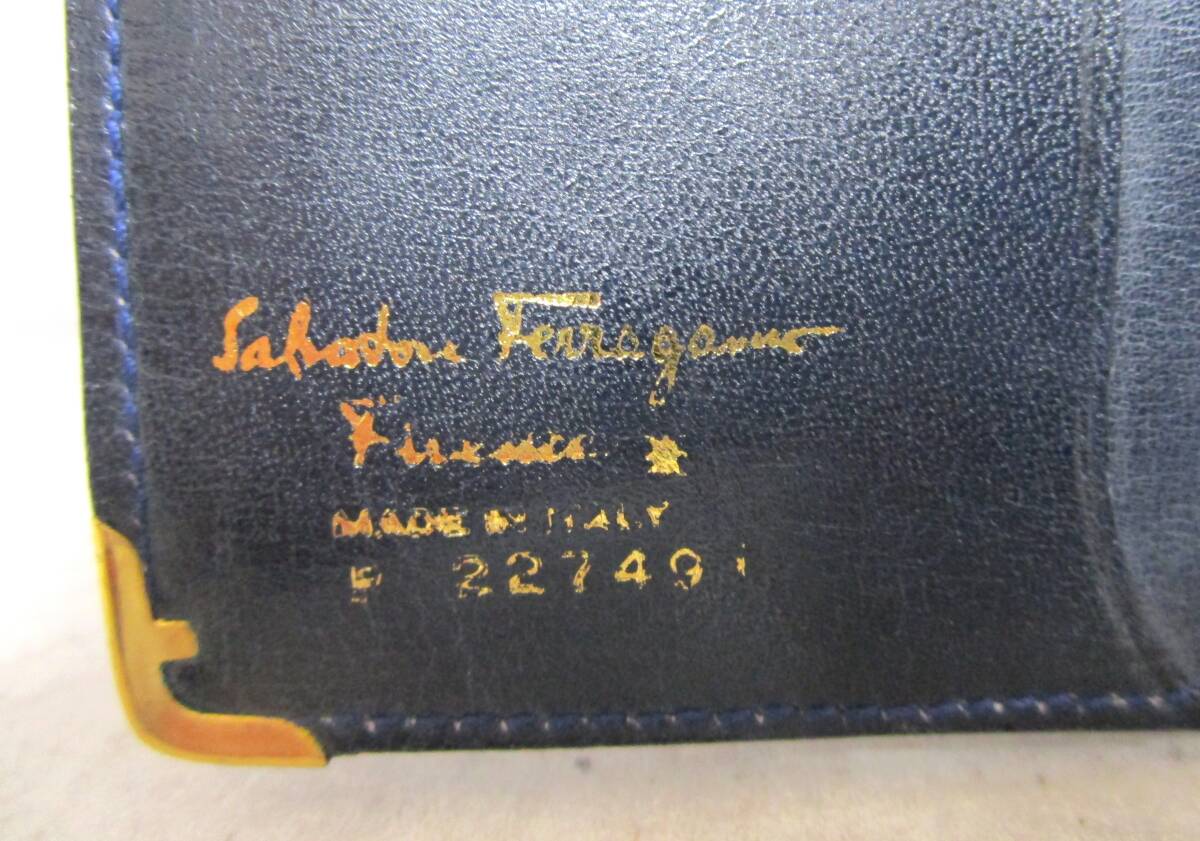 Salvatore Ferragamo
Firenze
MADE IN ITALY
F 22749